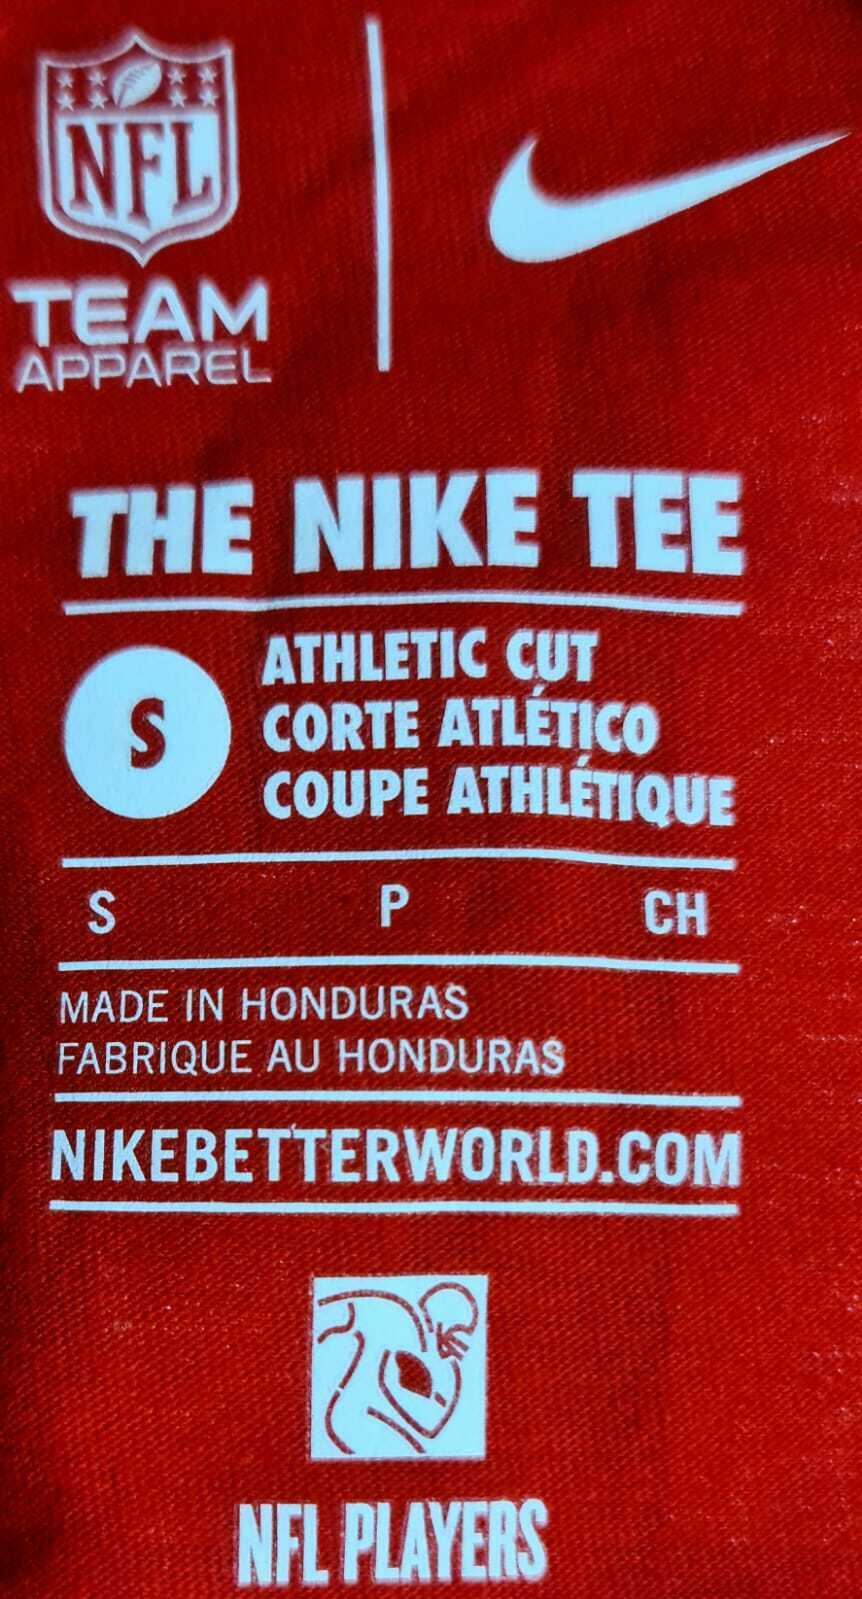 NFL
TEAM
APPAREL
THE NIKE TEE
S
ATHLETIC CUT
CORTE ATLÉTICO
COUPE ATHLÉTIQUE
S P CH
MADE IN HONDURAS
FABRIQUE AU HONDURAS
NIKEBETTERWORLD.COM
NFL PLAYERS